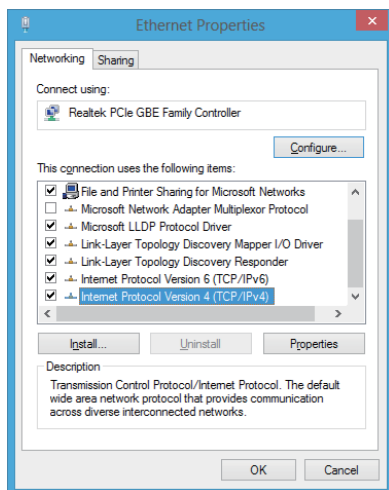 Ethernet Properties
Networking
Sharing
Connect using:
Realtek PCIe GBE Family Controller
Configure...
This connection uses the following items:
File and Printer Sharing for Microsoft Networks
Microsoft Network Adapter Multiplexor Protocol
Microsoft LLDP Protocol Driver
Link-Layer Topology Discovery Mapper I/O Driver
Link-Layer Topology Discovery Responder
Internet Protocol Version 6 (TCP/IPv6)
Internet Protocol Version 4 (TCP/IPv4)
Install...
Uninstall
Properties
Description
Transmission Control Protocol/Internet Protocol. The default
wide area network protocol that provides communication
across diverse interconnected networks.
OK
Cancel